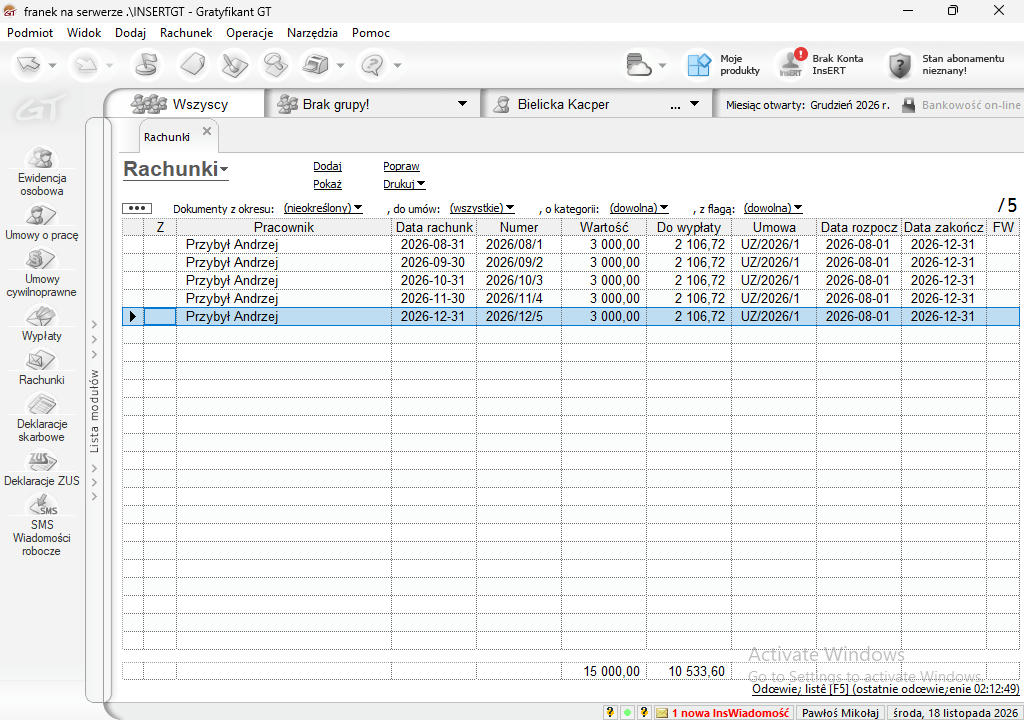 franek na serwerze .\INSERTGT - Gratyfikant GT
Podmiot Widok Dodaj Rachunek Operacje Narzędzia Pomoc
Moje produkty
Brak Konta InsERT
Stan abonamentu nieznany!
InsERT
GT
Wszyscy Brak grupy! Bielicka Kacper ... Miesiąc otwarty: Grudzień 2026 r. Bankowość on-line
Rachunki
Rachunki
Dodaj Popraw
Pokaż Drukuj
Dokumenty z okresu: (nieokreślony) , do umów: (wszystkie) , o kategorii: (dowolna) , z flagą: (dowolna) /5
Z Pracownik Data rachunk Numer Wartość Do wypłaty Umowa Data rozpocz Data zakończ FW
Przybył Andrzej 2026-08-31 2026/08/1 3 000,00 2 106,72 UZ/2026/1 2026-08-01 2026-12-31
Przybył Andrzej 2026-09-30 2026/09/2 3 000,00 2 106,72 UZ/2026/1 2026-08-01 2026-12-31
Przybył Andrzej 2026-10-31 2026/10/3 3 000,00 2 106,72 UZ/2026/1 2026-08-01 2026-12-31
Przybył Andrzej 2026-11-30 2026/11/4 3 000,00 2 106,72 UZ/2026/1 2026-08-01 2026-12-31
Przybył Andrzej 2026-12-31 2026/12/5 3 000,00 2 106,72 UZ/2026/1 2026-08-01 2026-12-31
15 000,00 10 533,60
Ewidencja
osobowa
Umowy o pracę
Umowy
cywilnoprawne
Wypłaty
Rachunki
Deklaracje
skarbowe
ZUS
Deklaracje ZUS
SMS
SMS
Wiadomości
robocze
Lista modułów
Activate Windows
Go to Settings to activate Windows.
Odœwie¿ listê [F5] (ostatnie odœwie¿enie 02:12:49)
1 nowa InsWiadomość Pawłoś Mikołaj środa, 18 listopada 2026